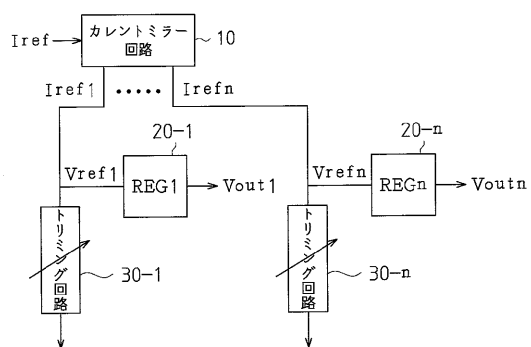 Iref
カレントミラー
回路
10
Iref1
Irefn
20-1
20-n
Vref1
REG1
Vout1
Vrefn
REGn
Voutn
トリミング回路
30-1
トリミング回路
30-n